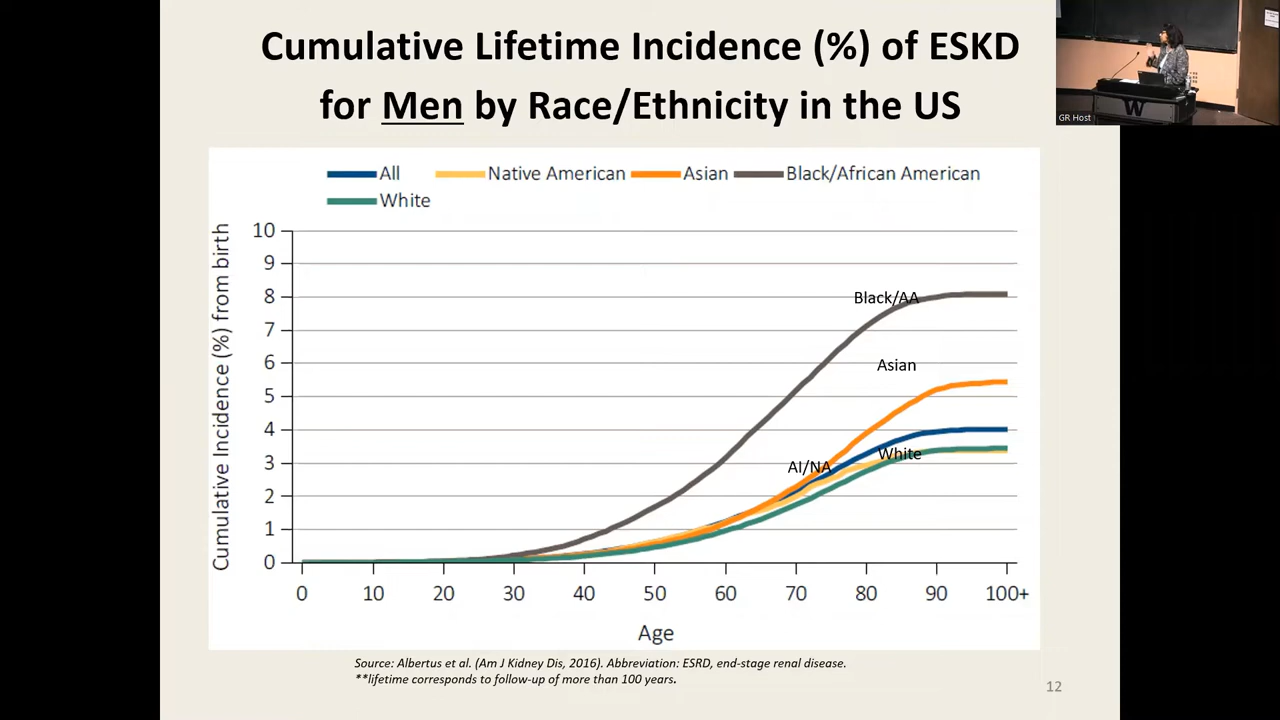 Cumulative Lifetime Incidence (%) of ESKD
for Men by Race/Ethnicity in the US
GR Host
W
All Native American Asian Black/African American
White
Cumulative Incidence (%) from birth
10
9
8
7
6
5
4
3
2
1
0
Black/AA
Asian
White
AI/NA
0 10 20 30 40 50 60 70 80 90 100+
Age
Source: Albertus et al. (Am J Kidney Dis, 2016). Abbreviation: ESRD, end-stage renal disease.
**lifetime corresponds to follow-up of more than 100 years.
12